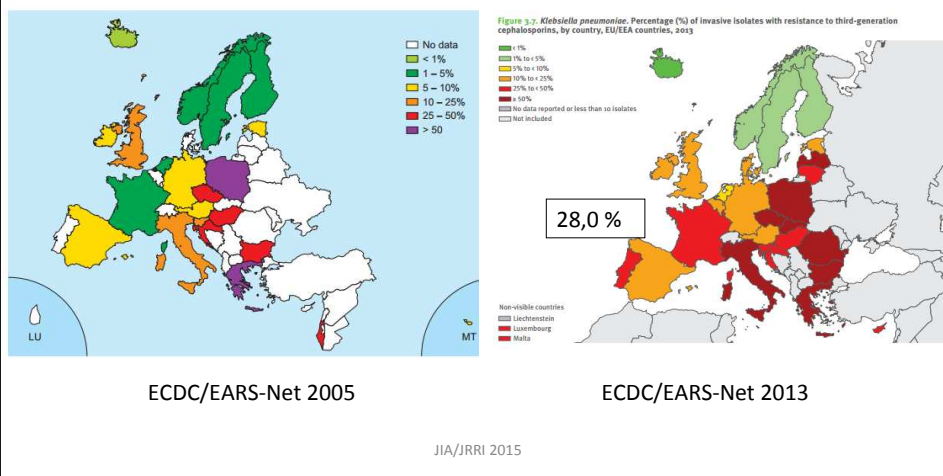 No data
< 1%
1 – 5%
5 – 10%
10 – 25%
25 – 50%
> 50
LU
MT
Figure 3.7. Klebsiella pneumoniae. Percentage (%) of invasive isolates with resistance to third-generation
cephalosporins, by country, EU/EEA countries, 2013
< 1%
1% to < 5%
5% to < 10%
10% to < 25%
25% to < 50%
≥ 50%
No data reported or less than 10 isolates
Not included
28,0 %
Non-visible countries
Liechtenstein
Luxembourg
Malta
ECDC/EARS-Net 2005
ECDC/EARS-Net 2013
JIA/JRRI 2015